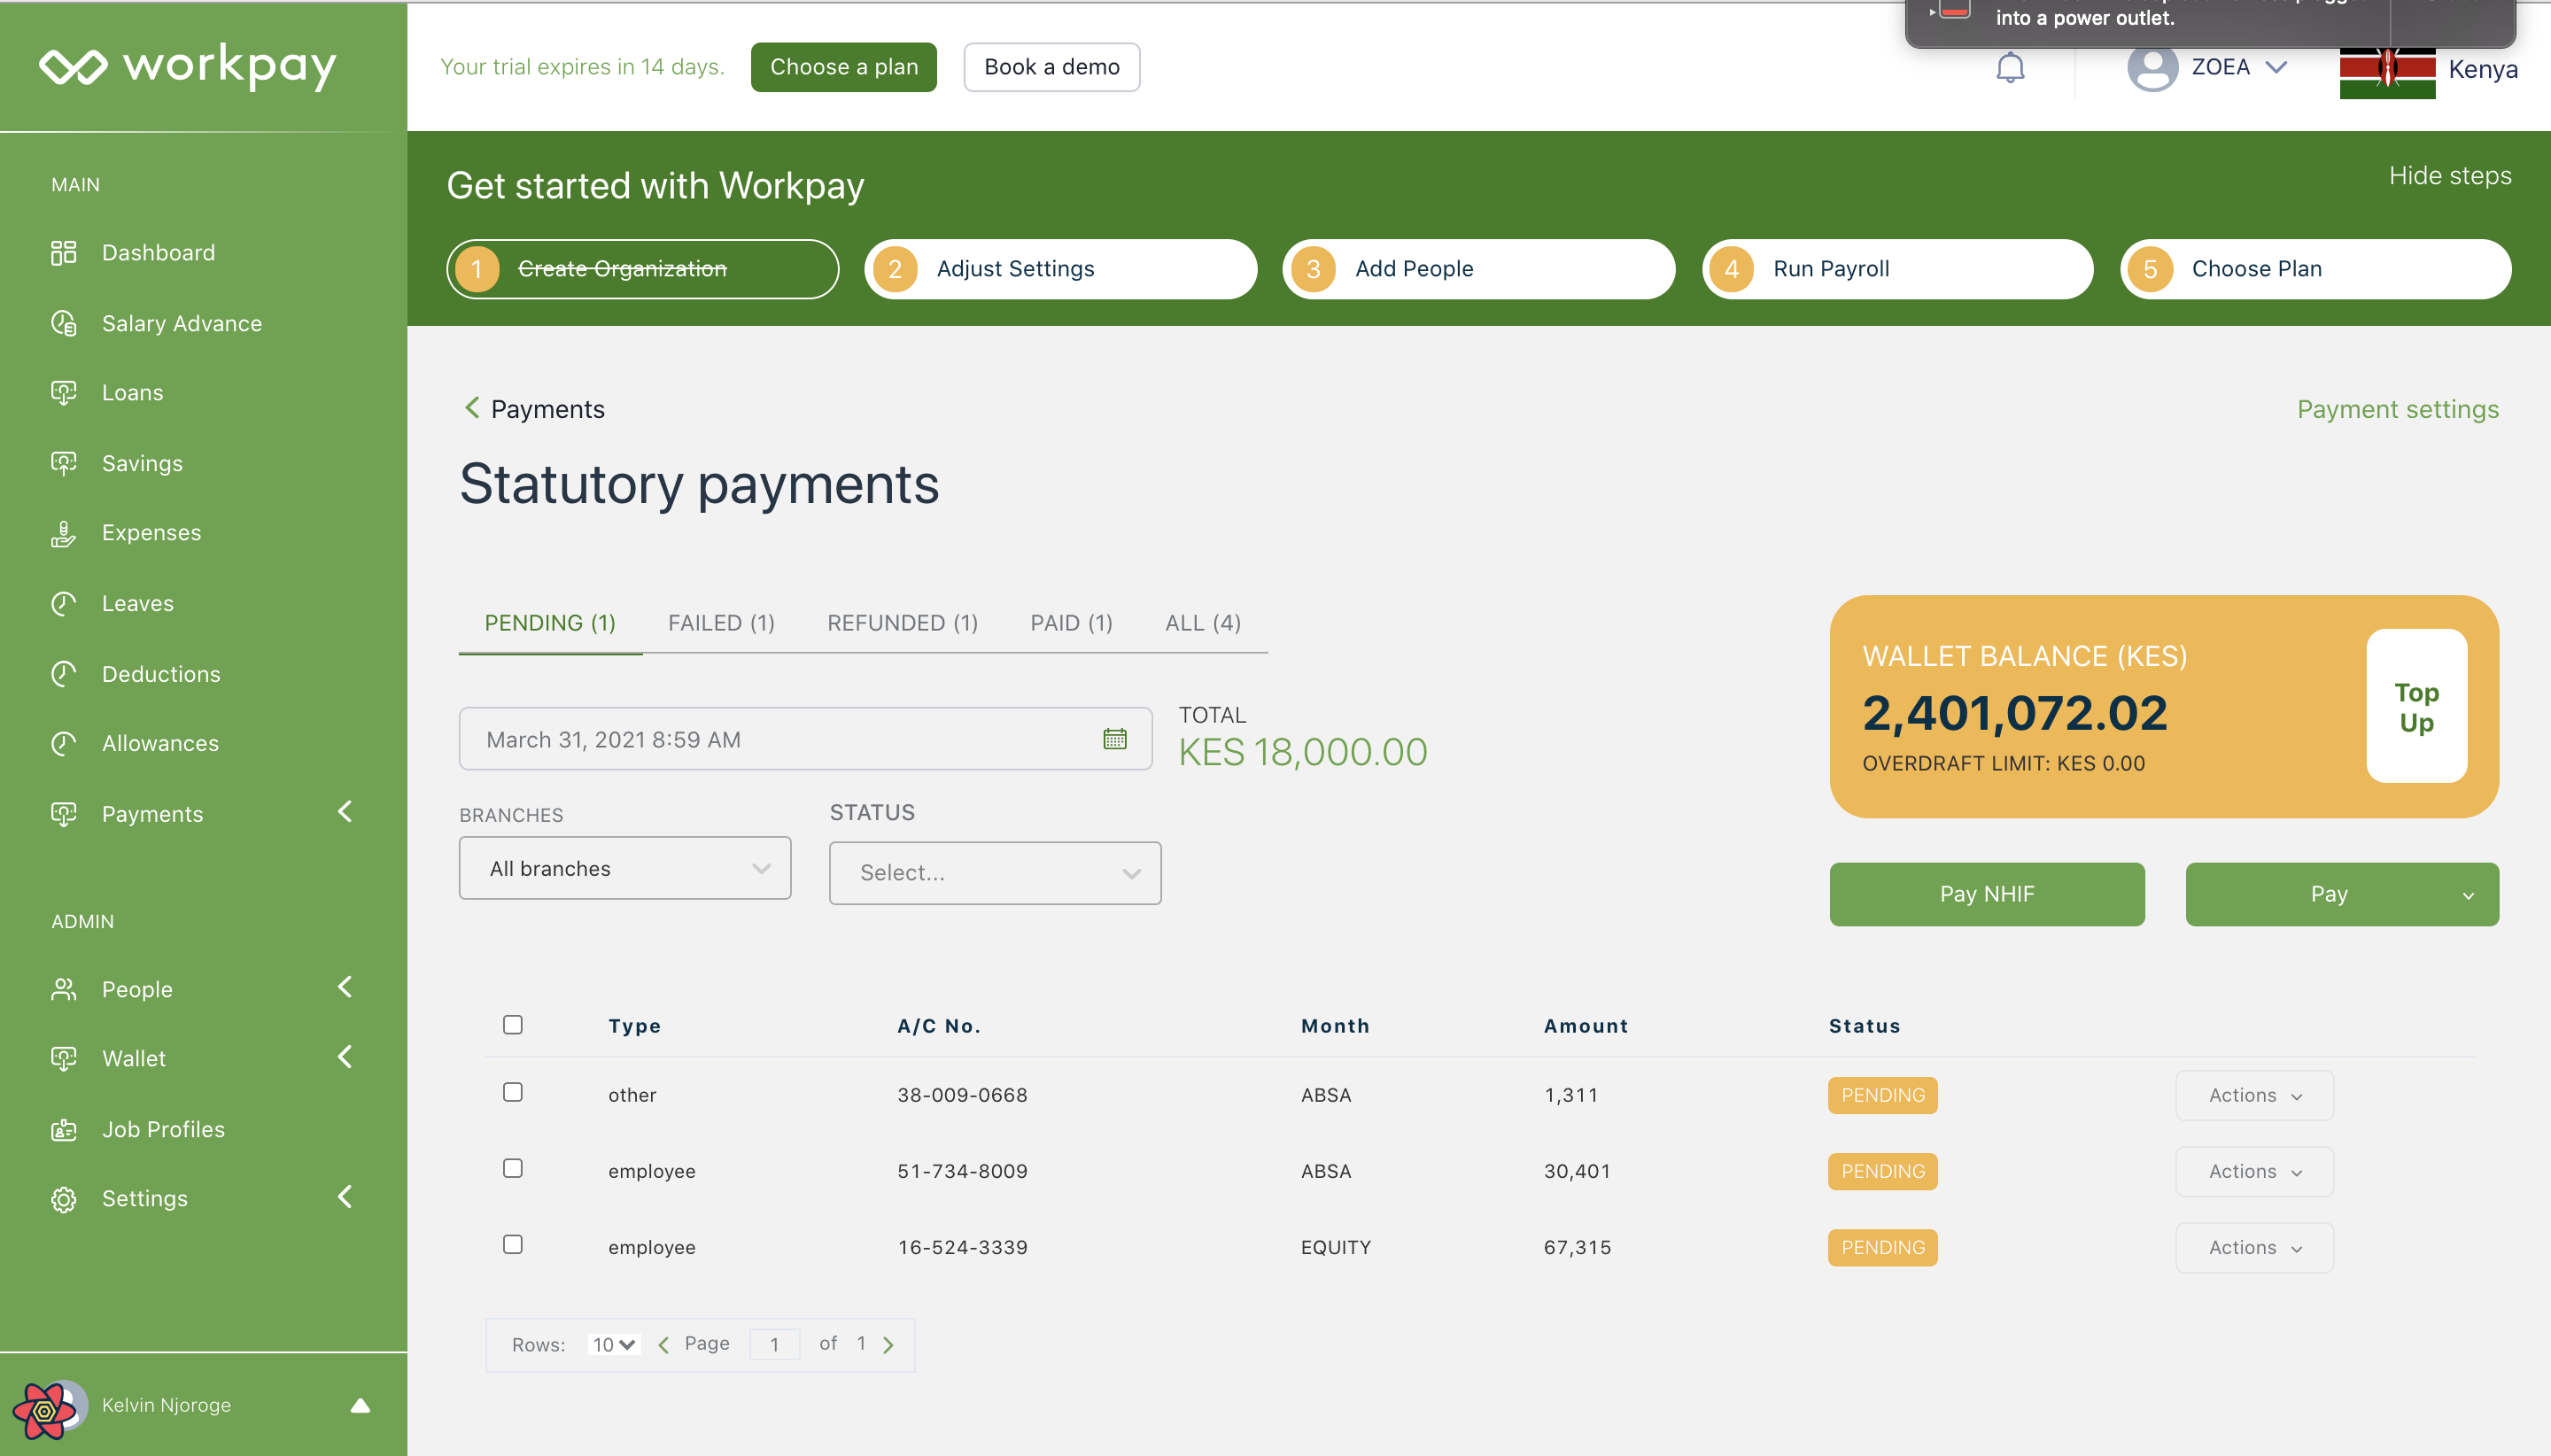 into a power outlet.
workpay
Your trial expires in 14 days.
Choose a plan
Book a demo
ZOEA
Kenya
MAIN
Dashboard
Salary Advance
Loans
Savings
Expenses
Leaves
Deductions
Allowances
Payments
ADMIN
People
Wallet
Job Profiles
Settings
Kelvin Njoroge
Get started with Workpay
Hide steps
1 Create Organization
2 Adjust Settings
3 Add People
4 Run Payroll
5 Choose Plan
Payments
Payment settings
Statutory payments
PENDING (1) FAILED (1) REFUNDED (1) PAID (1) ALL (4)
March 31, 2021 8:59 AM
TOTAL
KES 18,000.00
BRANCHES
All branches
STATUS
Select...
WALLET BALANCE (KES)
2,401,072.02
OVERDRAFT LIMIT: KES 0.00
Top
Up
Pay NHIF
Pay
Type A/C No. Month Amount Status
other 38-009-0668 ABSA 1,311 PENDING Actions
employee 51-734-8009 ABSA 30,401 PENDING Actions
employee 16-524-3339 EQUITY 67,315 PENDING Actions
Rows: 10 Page 1 of 1